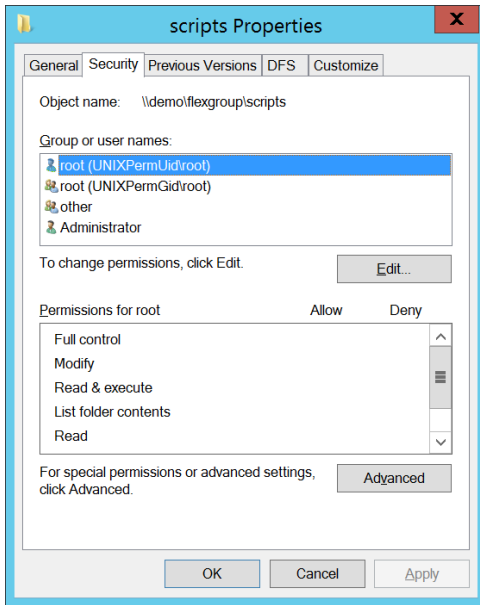 scripts Properties
X
General Security Previous Versions DFS Customize
Object name: \\demo\flexgroup\scripts
Group or user names:
root (UNIXPermUid\root)
root (UNIXPermGid\root)
other
Administrator
To change permissions, click Edit.
Edit...
Permissions for root Allow Deny
Full control
Modify
Read & execute
List folder contents
Read
For special permissions or advanced settings,
click Advanced.
Advanced
OK Cancel Apply